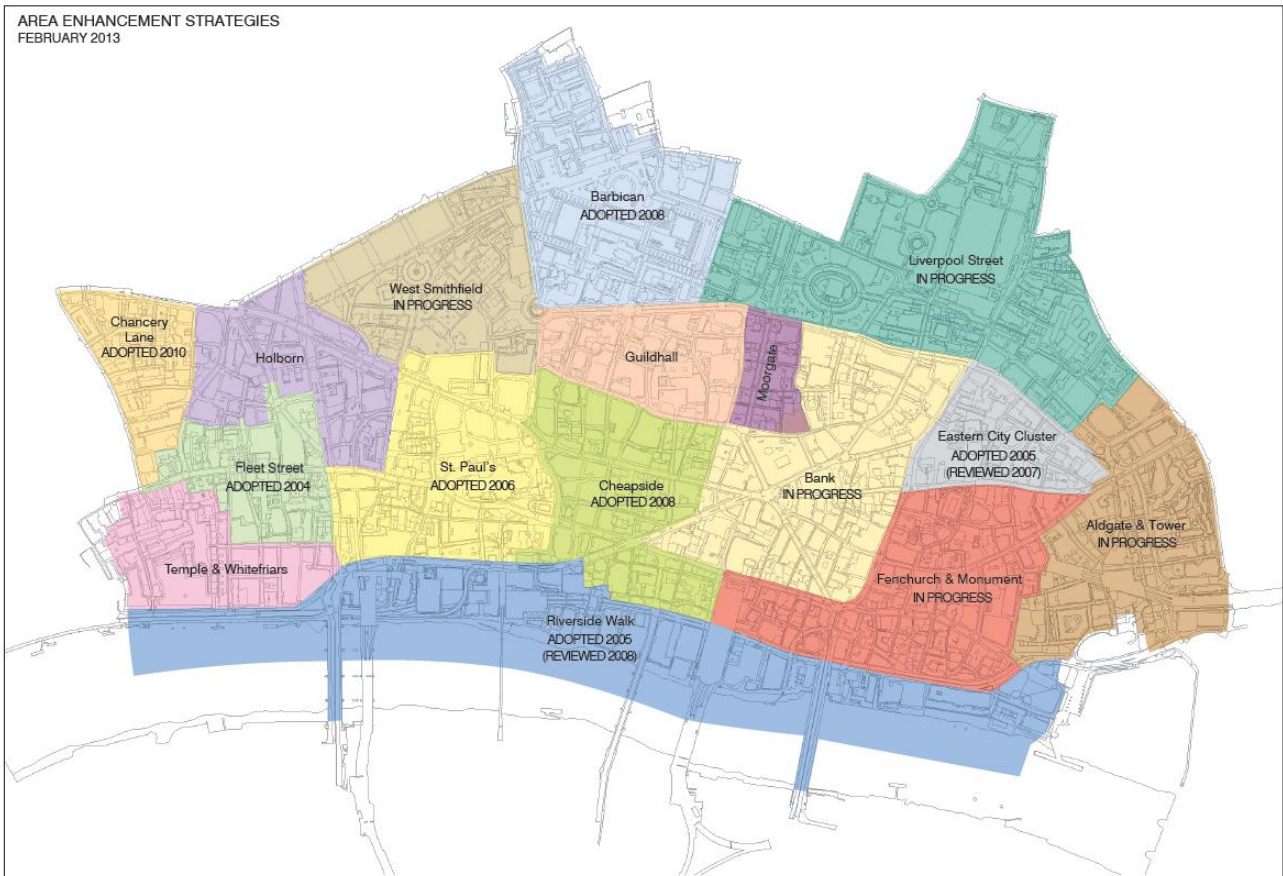 AREA ENHANCEMENT STRATEGIES
FEBRUARY 2013
Barbican
ADOPTED 2008
Liverpool Street
IN PROGRESS
West Smithfield
IN PROGRESS
Chancery
Lane
ADOPTED 2010
Holborn
Guildhall
Moorgate
Eastern City Cluster
ADOPTED 2005
(REVIEWED 2007)
Fleet Street
ADOPTED 2004
St. Paul's
ADOPTED 2006
Cheapside
ADOPTED 2008
Bank
IN PROGRESS
Aldgate & Tower
IN PROGRESS
Temple & Whitefriars
Fenchurch & Monument
IN PROGRESS
Riverside Walk
ADOPTED 2005
(REVIEWED 2008)